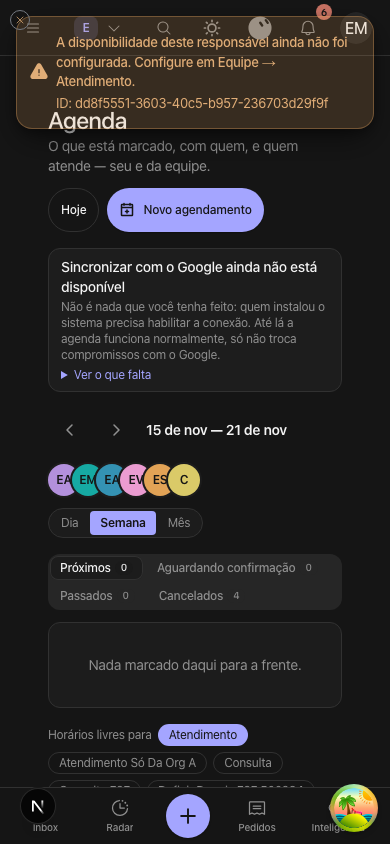 E
6
EM
A disponibilidade deste responsável ainda não foi
configurada. Configure em Equipe →
Atendimento.
ID: dd8f5551-3603-40c5-b957-236703d29f9f
Agenda
O que está marcado, com quem, e quem
atende — seu e da equipe.
Hoje
Novo agendamento
Sincronizar com o Google ainda não está
disponível
Não é nada que você tenha feito: quem instalou o
sistema precisa habilitar a conexão. Até lá a
agenda funciona normalmente, só não troca
compromissos com o Google.
Ver o que falta
15 de nov — 21 de nov
EA EM EA EV ES C
Dia Semana Mês
Próximos 0 Aguardando confirmação 0
Passados 0 Cancelados 4
Nada marcado daqui para a frente.
Horários livres para Atendimento
Atendimento Só Da Org A Consulta
N
Inbox Radar Pedidos